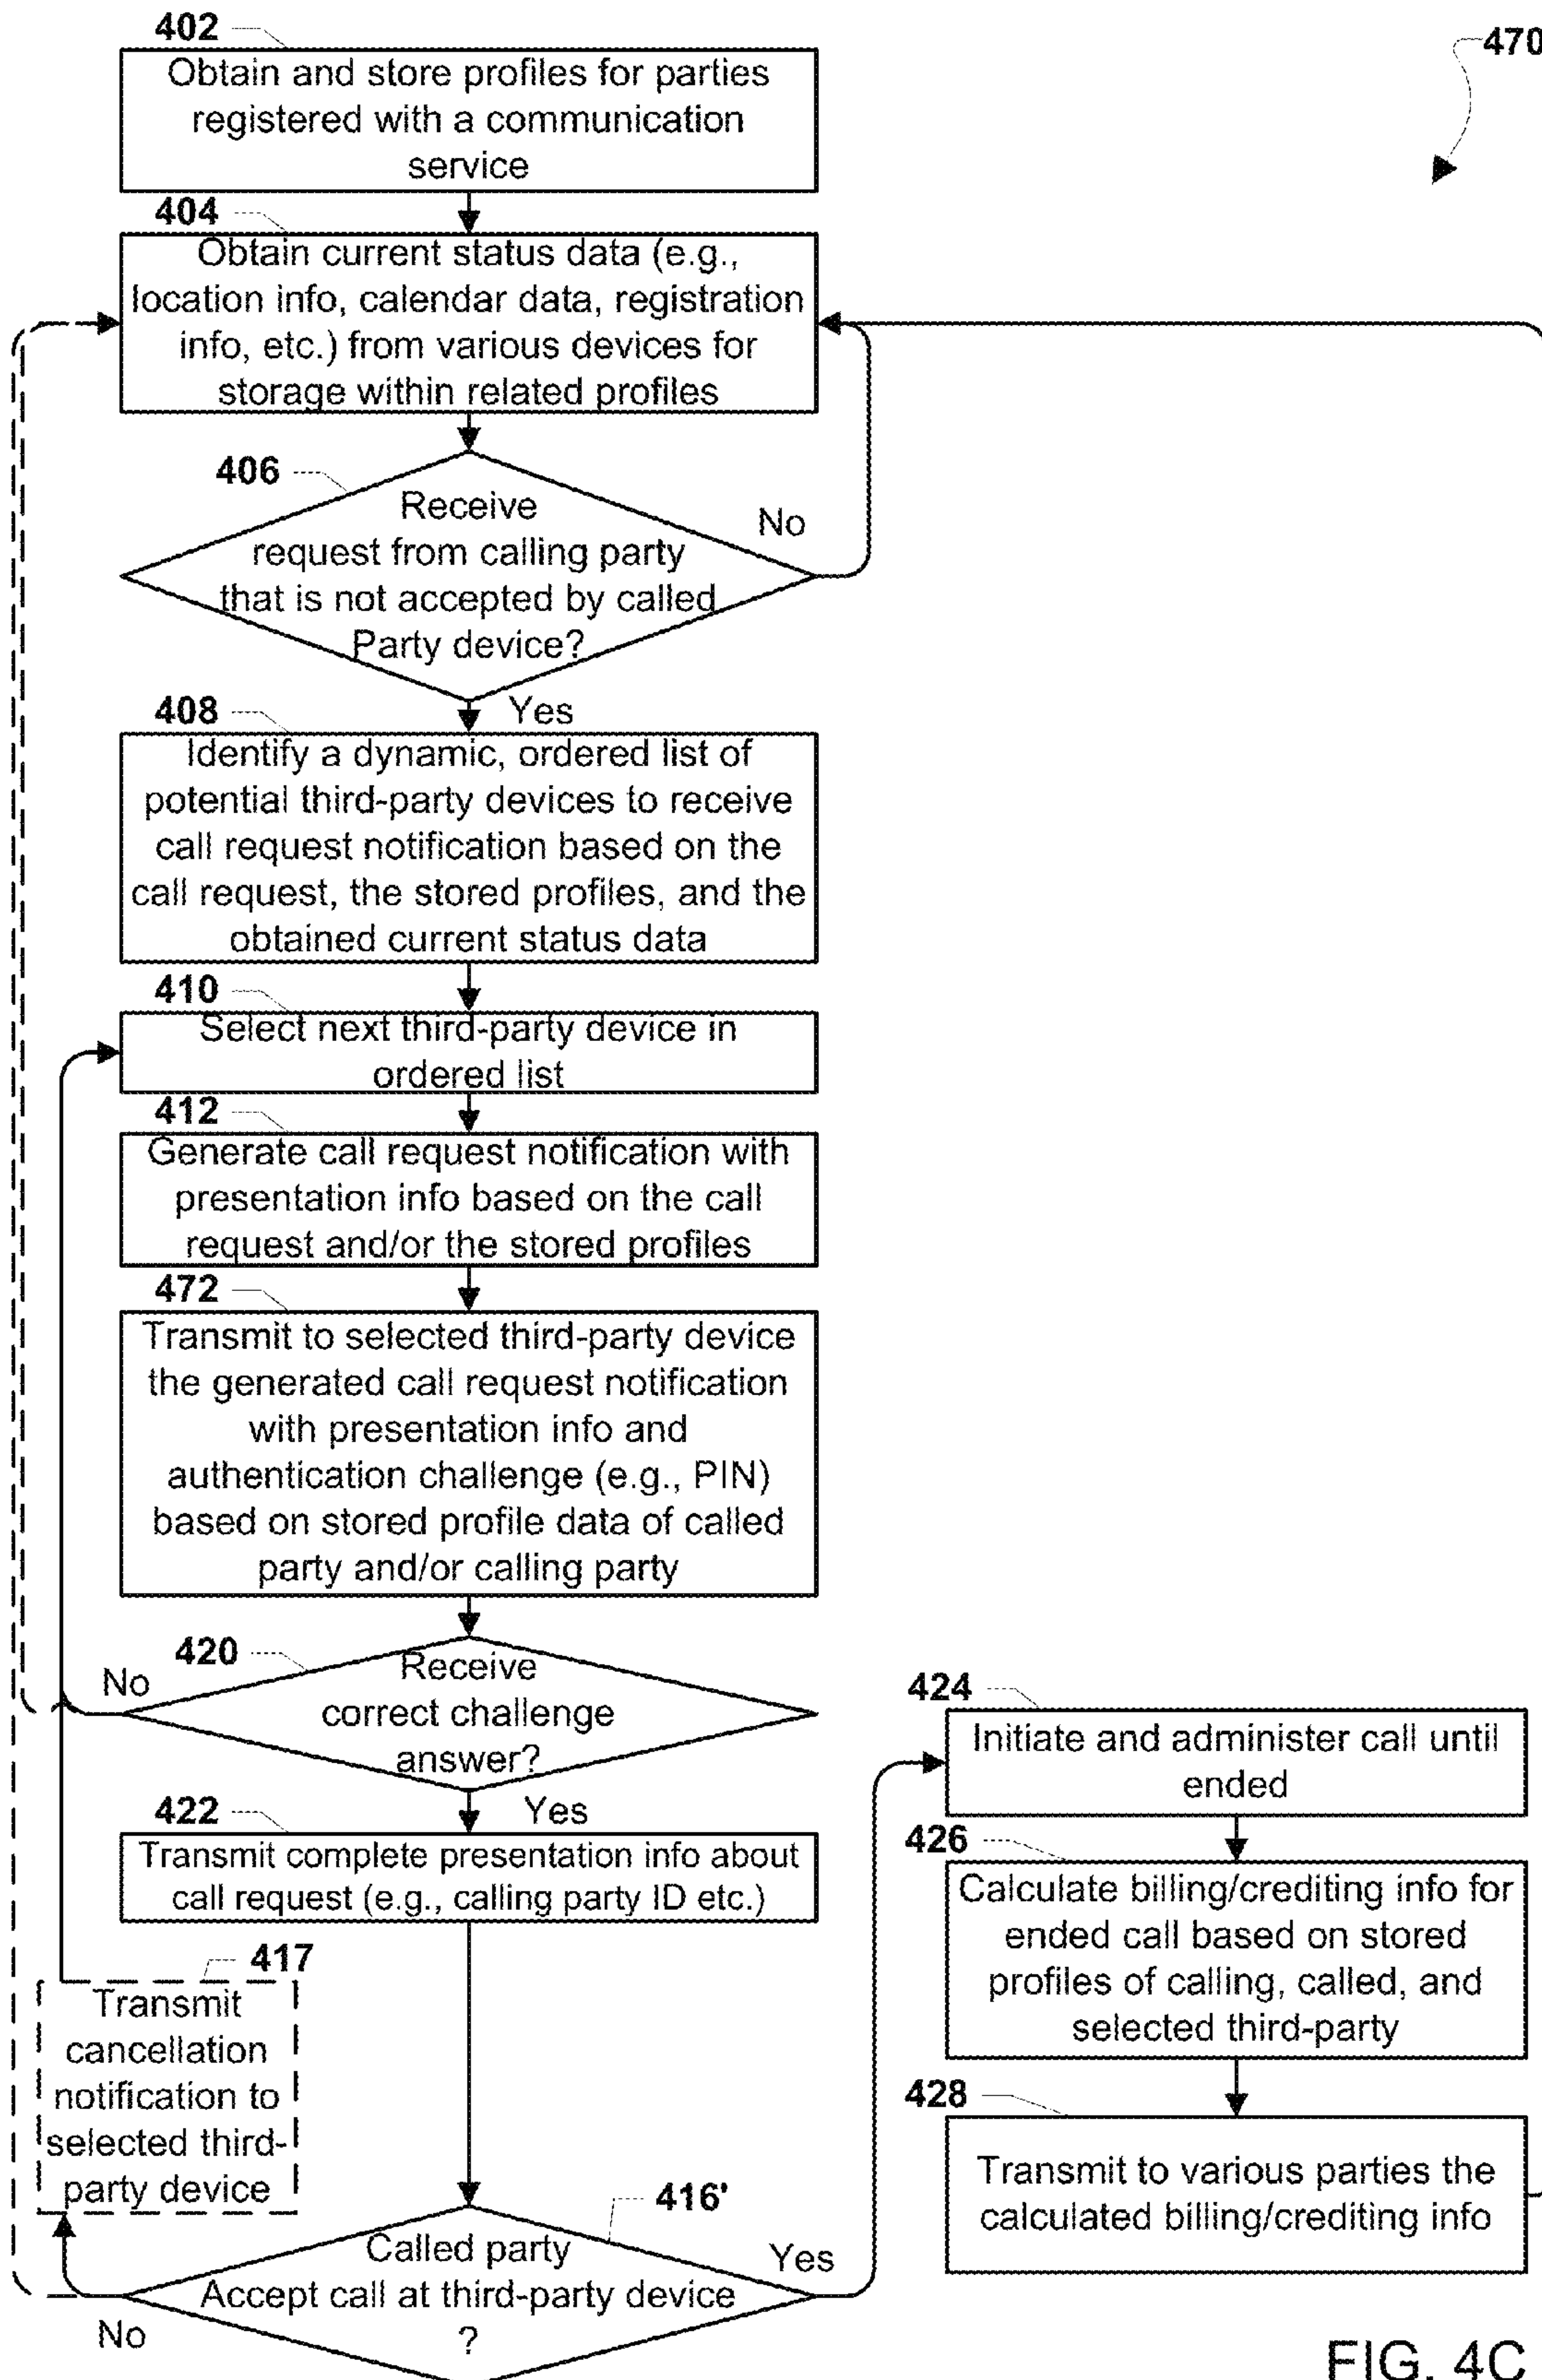 402
470
Obtain and store profiles for parties
registered with a communication
service
404
Obtain current status data (e.g.,
location info, calendar data, registration
info, etc.) from various devices for
storage within related profiles
406
Receive
request from calling party
that is not accepted by called
Party device?
No
Yes
408
Identify a dynamic, ordered list of
potential third-party devices to receive
call request notification based on the
call request, the stored profiles, and the
obtained current status data
410
Select next third-party device in
ordered list
412
Generate call request notification with
presentation info based on the call
request and/or the stored profiles
472
Transmit to selected third-party device
the generated call request notification
with presentation info and
authentication challenge (e.g., PIN)
based on stored profile data of called
party and/or calling party
420
Receive
correct challenge
answer?
No
Yes
422
Transmit complete presentation info about
call request (e.g., calling party ID etc.)
417
Transmit
cancellation
notification to
selected third-
party device
416'
Called party
Accept call at third-party device
?
No
Yes
424
Initiate and administer call until
ended
426
Calculate billing/crediting info for
ended call based on stored
profiles of calling, called, and
selected third-party
428
Transmit to various parties the
calculated billing/crediting info
FIG. 4C